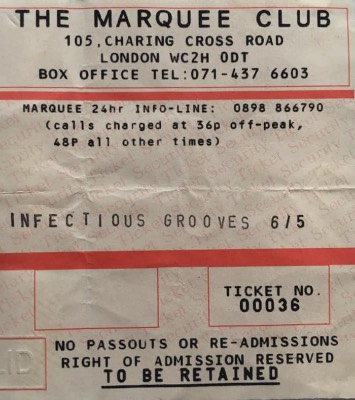 THE MARQUEE CLUB
105, CHARING CROSS ROAD
LONDON WC2H 0DT
BOX OFFICE TEL: 071-437 6603
MARQUEE 24hr INFO-LINE: 0898 866790
(calls charged at 36p off-peak,
48P all other times)
INFECTIOUS GROOVES 6/5
TICKET NO.
00036
NO PASSOUTS OR RE-ADMISSIONS
RIGHT OF ADMISSION RESERVED
TO BE RETAINED